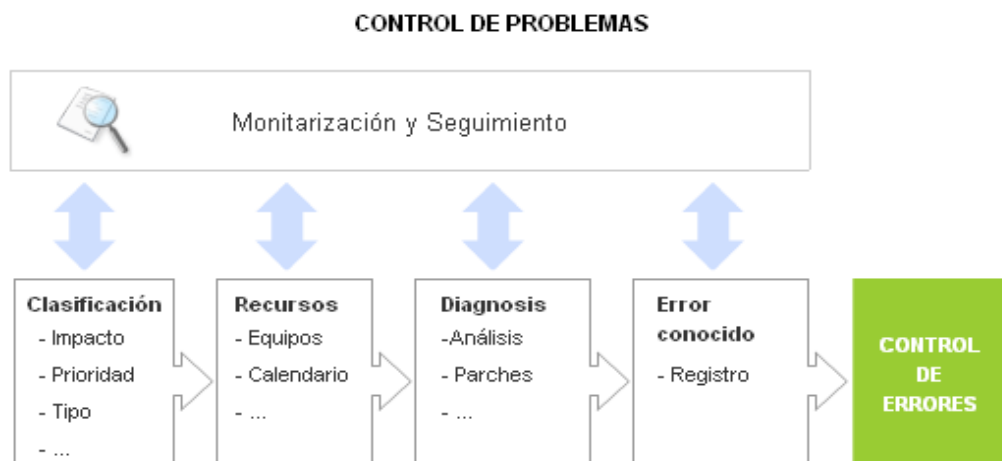 CONTROL DE PROBLEMAS
Monitarización y Seguimiento
Clasificación
- Impacto
- Prioridad
- Tipo
- ...
Recursos
- Equipos
- Calendario
- ...
Diagnosis
-Análisis
- Parches
- ...
Error
conocido
- Registro
CONTROL
DE
ERRORES